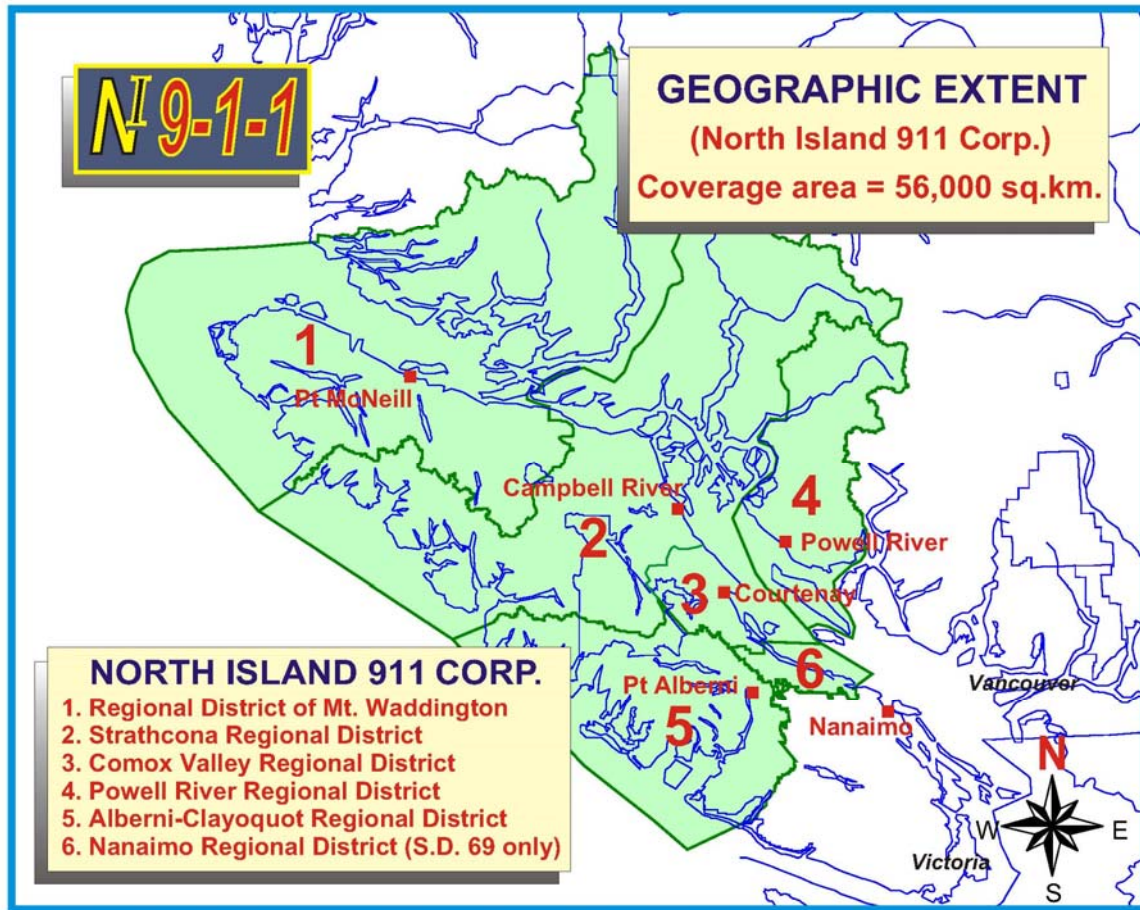 NI 9-1-1
GEOGRAPHIC EXTENT
(North Island 911 Corp.)
Coverage area = 56,000 sq.km.
1
Pt McNeill
Campbell River
2
4
Powell River
3
Courtenay
6
Pt Alberni
5
Nanaimo
Vancouver
Victoria
NORTH ISLAND 911 CORP.
1. Regional District of Mt. Waddington
2. Strathcona Regional District
3. Comox Valley Regional District
4. Powell River Regional District
5. Alberni-Clayoquot Regional District
6. Nanaimo Regional District (S.D. 69 only)
N
W E
S